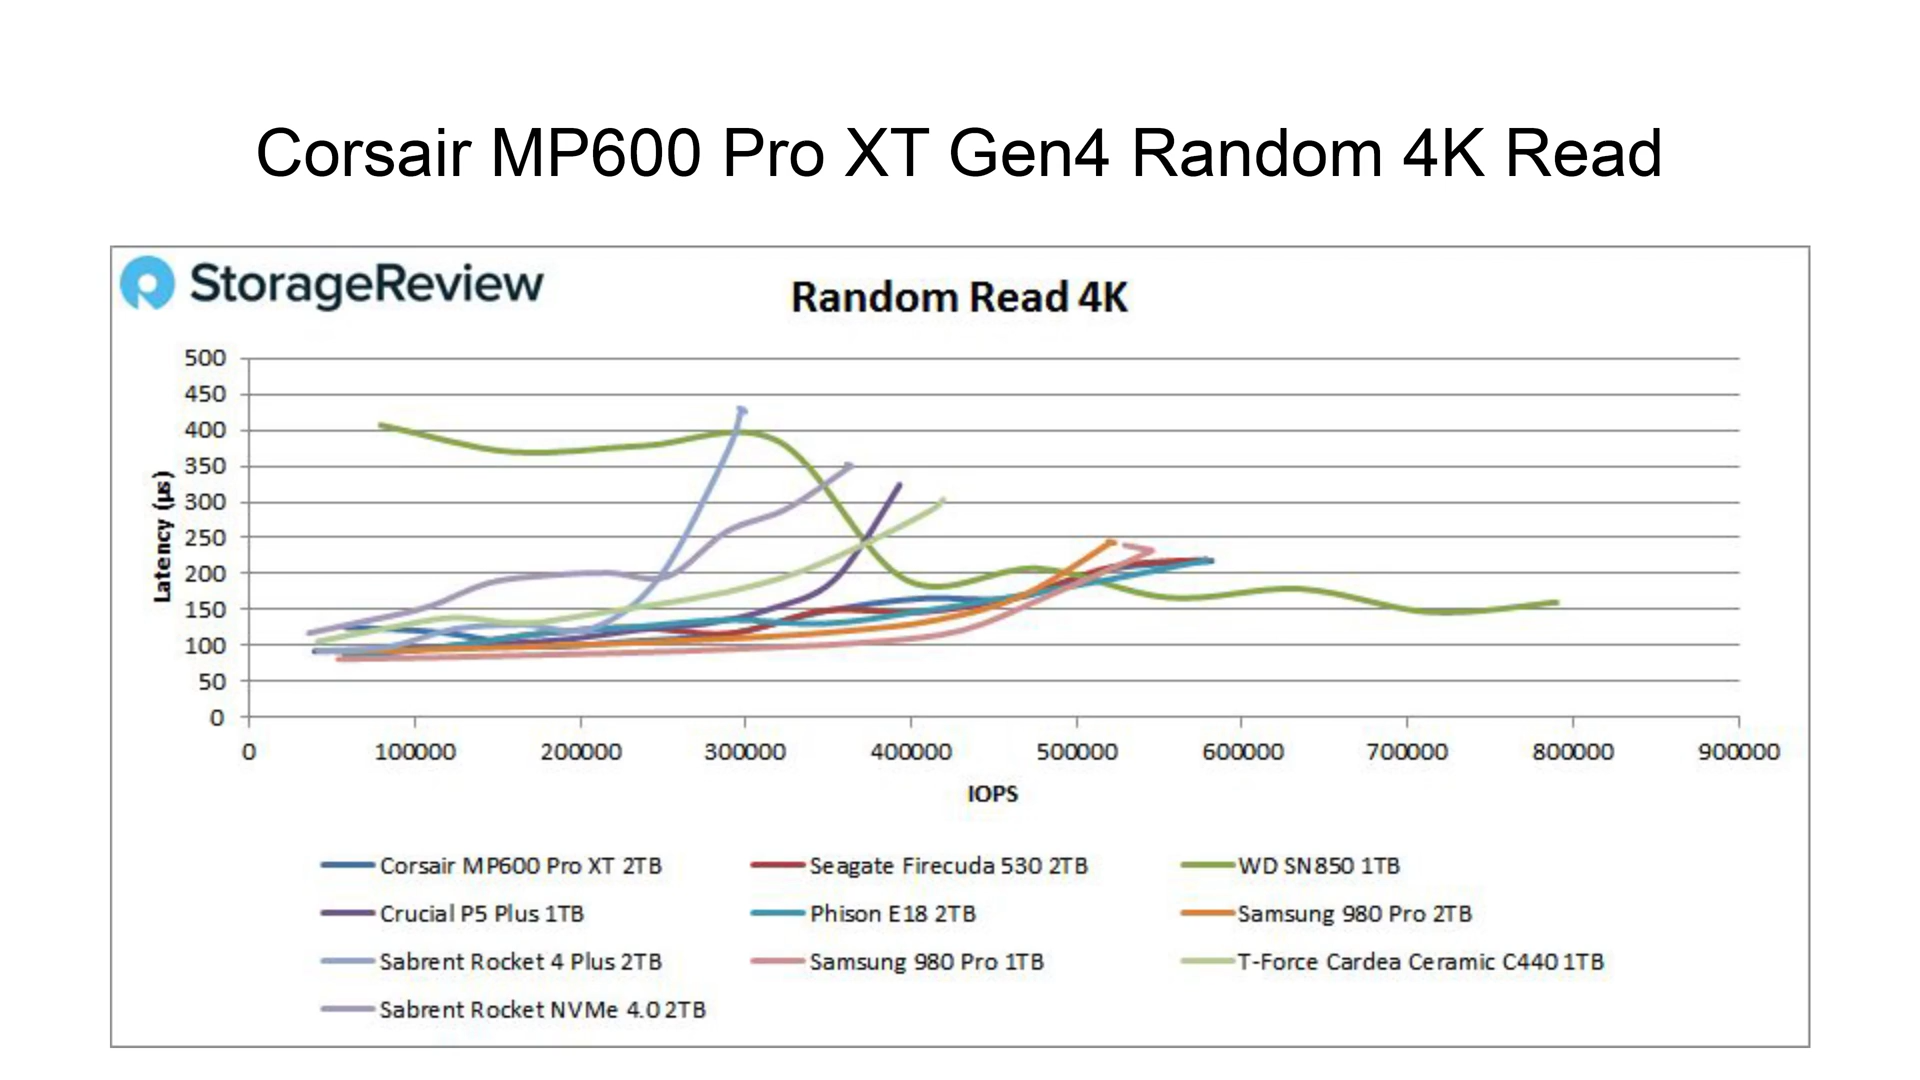 Corsair MP600 Pro XT Gen4 Random 4K Read
StorageReview
Random Read 4K
500
450
400
350
300
250
200
150
100
50
0
Latency (µs)
0 100000 200000 300000 400000 500000 600000 700000 800000 900000
IOPS
Corsair MP600 Pro XT 2TB Seagate Firecuda 530 2TB WD SN850 1TB
Crucial P5 Plus 1TB Phison E18 2TB Samsung 980 Pro 2TB
Sabrent Rocket 4 Plus 2TB Samsung 980 Pro 1TB T-Force Cardea Ceramic C440 1TB
Sabrent Rocket NVMe 4.0 2TB